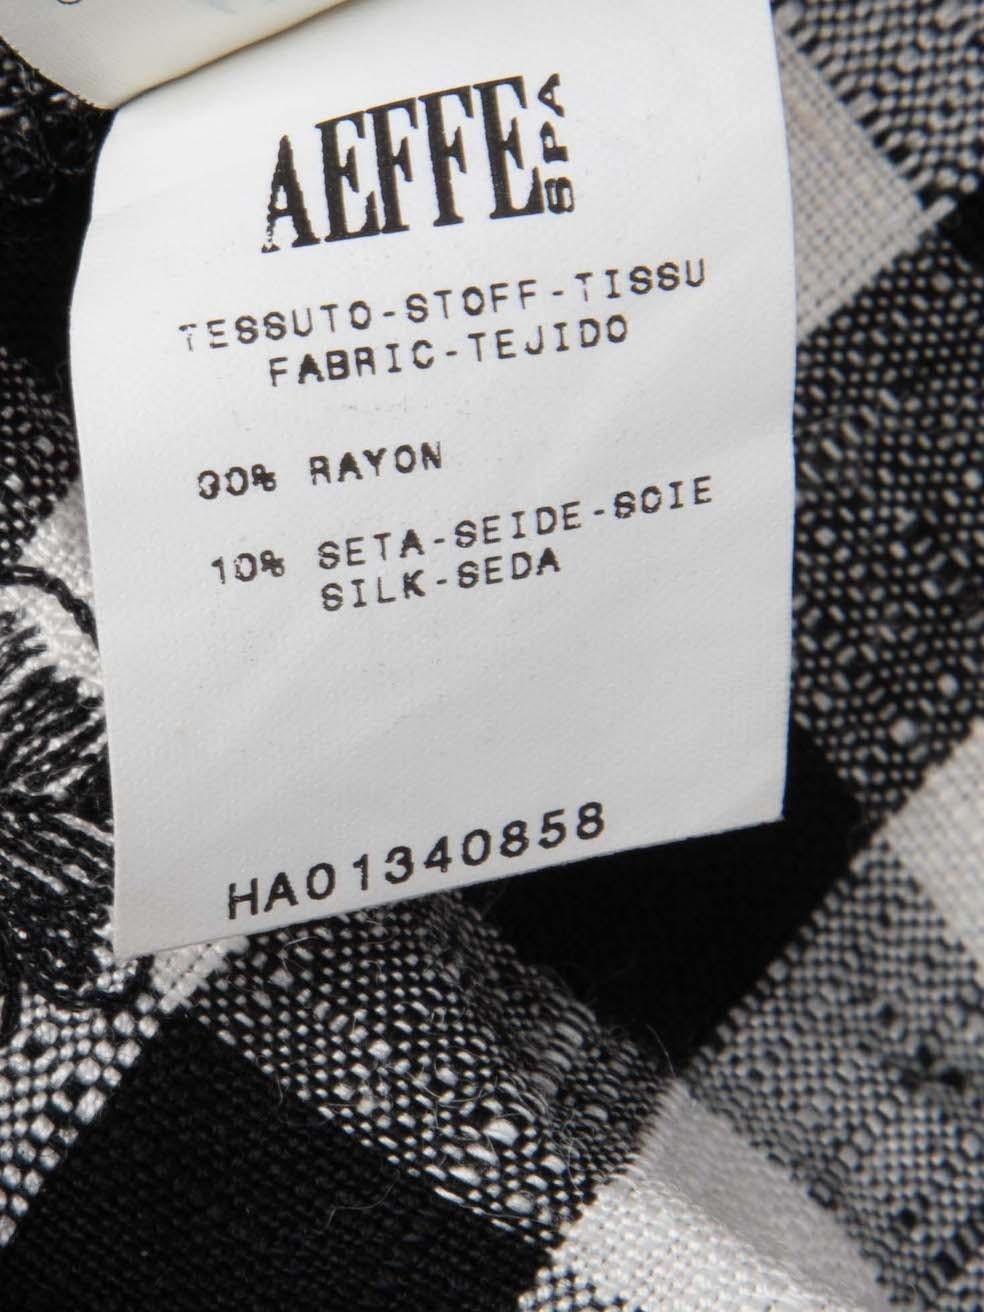 AEFFE SPA
TESSUTO-STOFF-TISSU
FABRIC-TEJIDO
90% RAYON
10% SETA-SEIDE-SOIE
SILK-SEDA
HA01340858